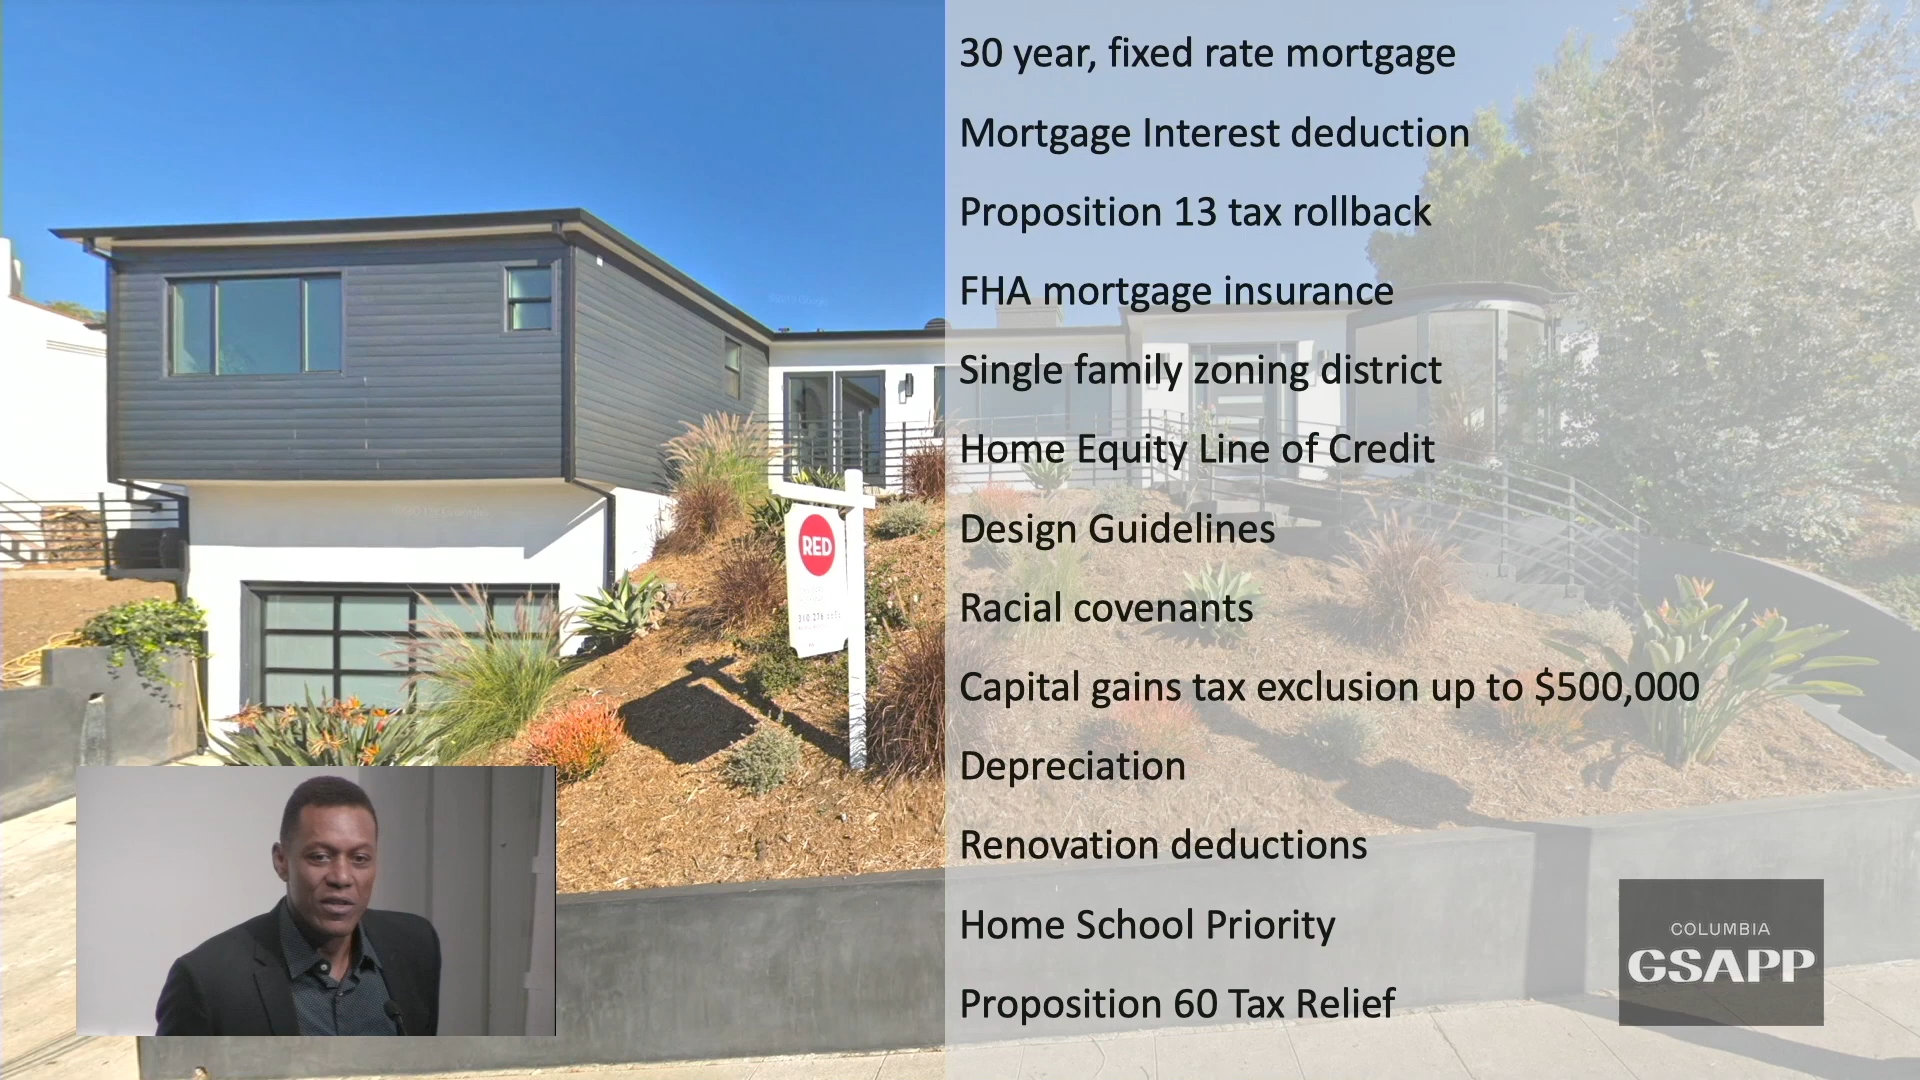 30 year, fixed rate mortgage
Mortgage Interest deduction
Proposition 13 tax rollback
FHA mortgage insurance
Single family zoning district
Home Equity Line of Credit
Design Guidelines
Racial covenants
Capital gains tax exclusion up to $500,000
Depreciation
Renovation deductions
Home School Priority
Proposition 60 Tax Relief
RED
COLUMBIA
GSAPP